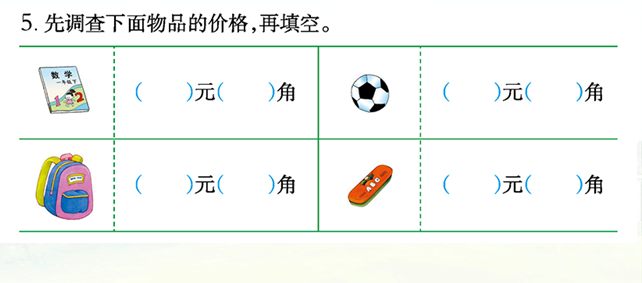 5. 先调查下面物品的价格,再填空。
数学
一年级下
1 2
( )元( )角 ( )元( )角
( )元( )角 ( )元( )角